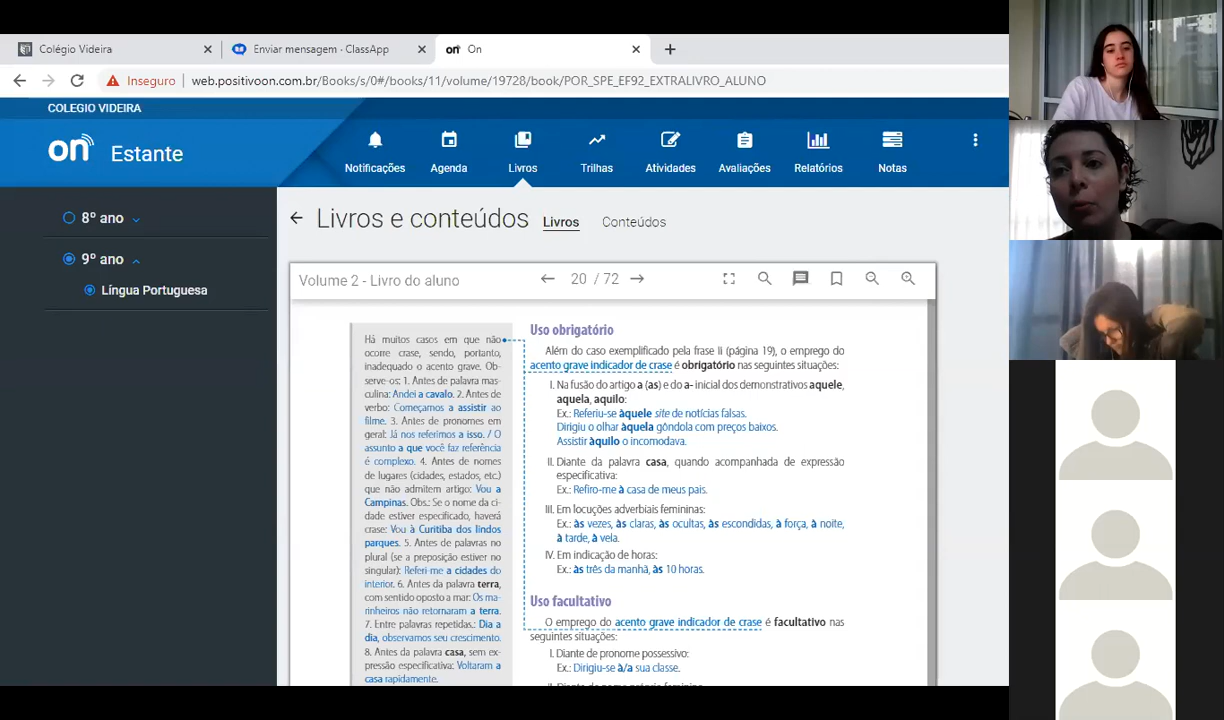 Colégio Videira
Enviar mensagem - ClassApp
On
Inseguro
web.positivoon.com.br/Books/s/0#/books/11/volume/19728/book/POR_SPE_EF92_EXTRALIVRO_ALUNO
COLEGIO VIDEIRA
on Estante
Notificações
Agenda
Livros
Trilhas
Atividades
Avaliações
Relatórios
Notas
8º ano
9º ano
Língua Portuguesa
Livros e conteúdos
Livros
Conteúdos
Volume 2 - Livro do aluno
20 / 72
Há muitos casos em que não
ocorre crase, sendo, portanto,
inadequado o acento grave. Ob-
serve-os: 1. Antes de palavra mas-
culina: Andei a cavalo. 2. Antes de
verbo: Começamos a assistir ao
filme. 3. Antes de pronomes em
geral: Já nos referimos a isso. / O
assunto a que você faz referência
é complexo. 4. Antes de nomes
de lugares (cidades, estados, etc.)
que não admitem artigo: Vou a
Campinas. Obs.: Se o nome da ci-
dade estiver especificado, haverá
crase: Vou à Curitiba dos lindos
parques. 5. Antes de palavras no
plural (se a preposição estiver no
singular): Referi-me a cidades do
interior. 6. Antes da palavra terra,
com sentido oposto a mar: Os ma-
rinheiros não retornaram a terra.
7. Entre palavras repetidas.: Dia a
dia, observamos seu crescimento.
8. Antes da palavra casa, sem ex-
pressão especificativa: Voltaram a
casa rapidamente.
Uso obrigatório
Além do caso exemplificado pela frase II (página 19), o emprego do
acento grave indicador de crase é obrigatório nas seguintes situações:
I. Na fusão do artigo a (as) e do a- inicial dos demonstrativos aquele,
aquela, aquilo:
Ex.: Referiu-se àquele site de notícias falsas.
Dirigiu o olhar àquela gôndola com preços baixos.
Assistir àquilo o incomodava.
II. Diante da palavra casa, quando acompanhada de expressão
especificativa:
Ex.: Refiro-me à casa de meus pais.
III. Em locuções adverbiais femininas:
Ex.: às vezes, às claras, às ocultas, às escondidas, à força, à noite,
à tarde, à vela.
IV. Em indicação de horas:
Ex.: às três da manhã, às 10 horas.
Uso facultativo
O emprego do acento grave indicador de crase é facultativo nas
seguintes situações:
I. Diante de pronome possessivo:
Ex.: Dirigiu-se à/a sua classe.